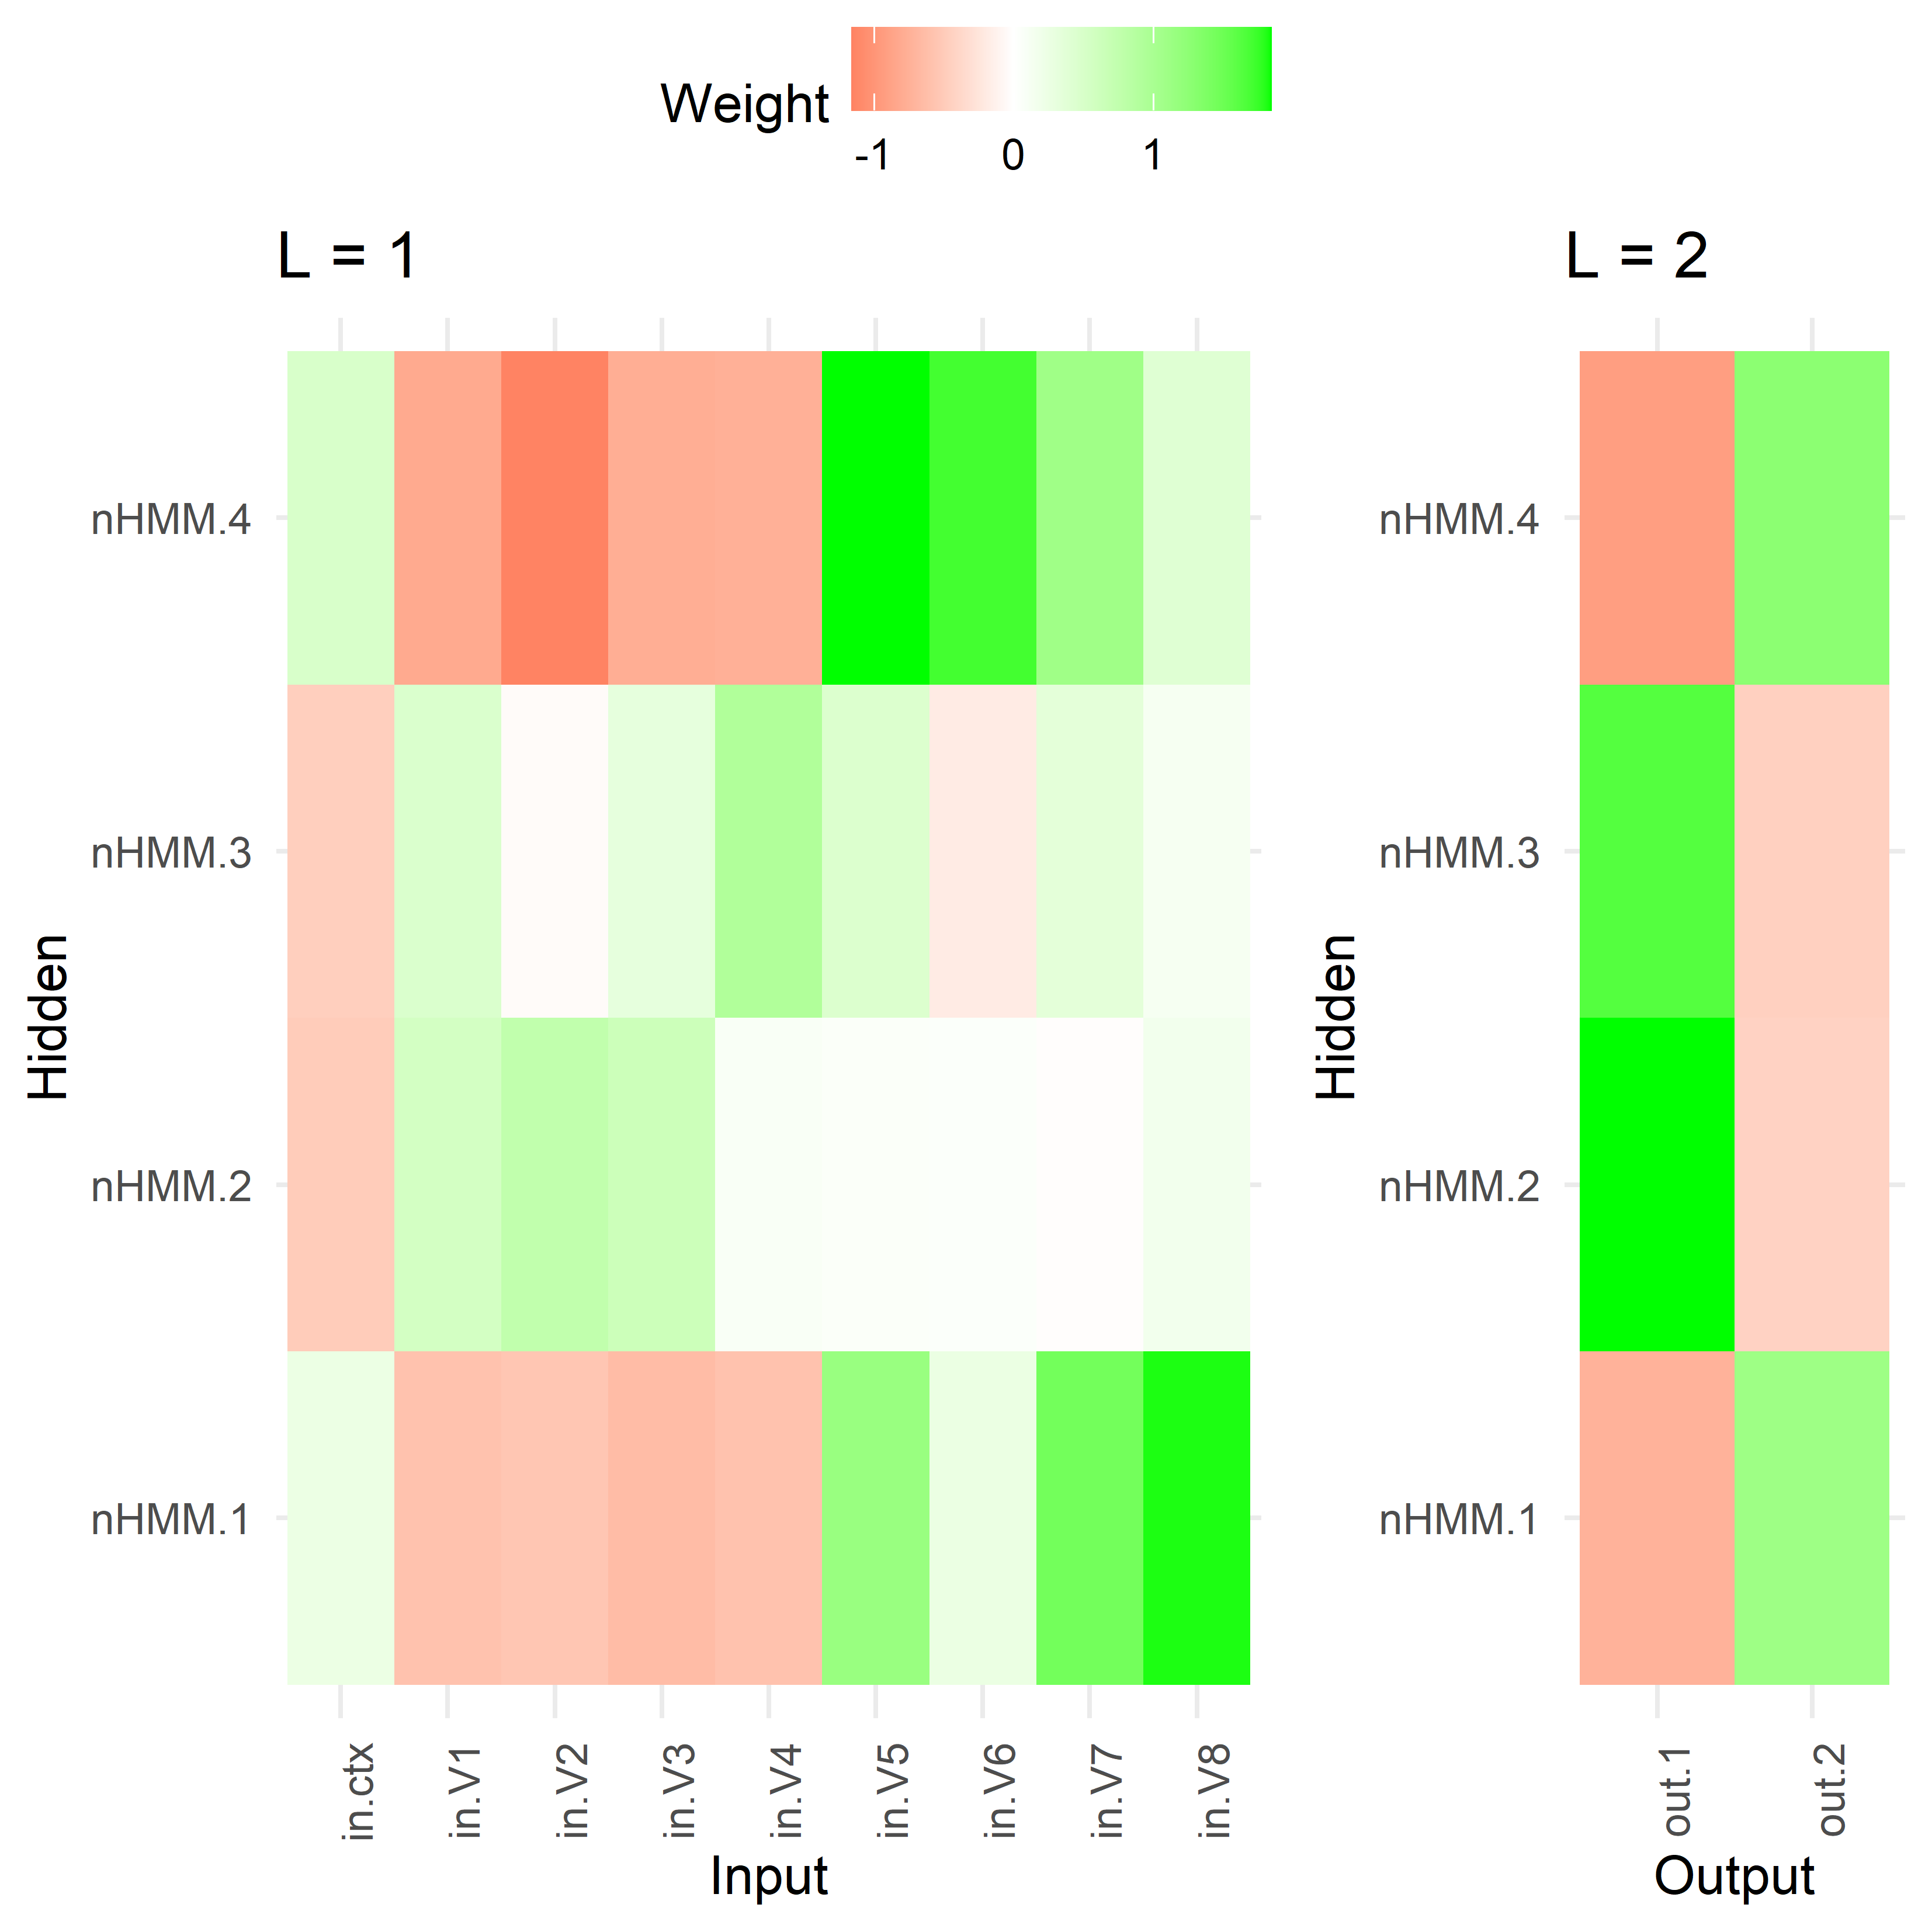 Weight
-1 0 1
L = 1
L = 2
nHMM.4
nHMM.3
nHMM.2
nHMM.1
Hidden
in.ctx in.V1 in.V2 in.V3 in.V4 in.V5 in.V6 in.V7 in.V8
Input
nHMM.4
nHMM.3
nHMM.2
nHMM.1
Hidden
out.1 out.2
Output